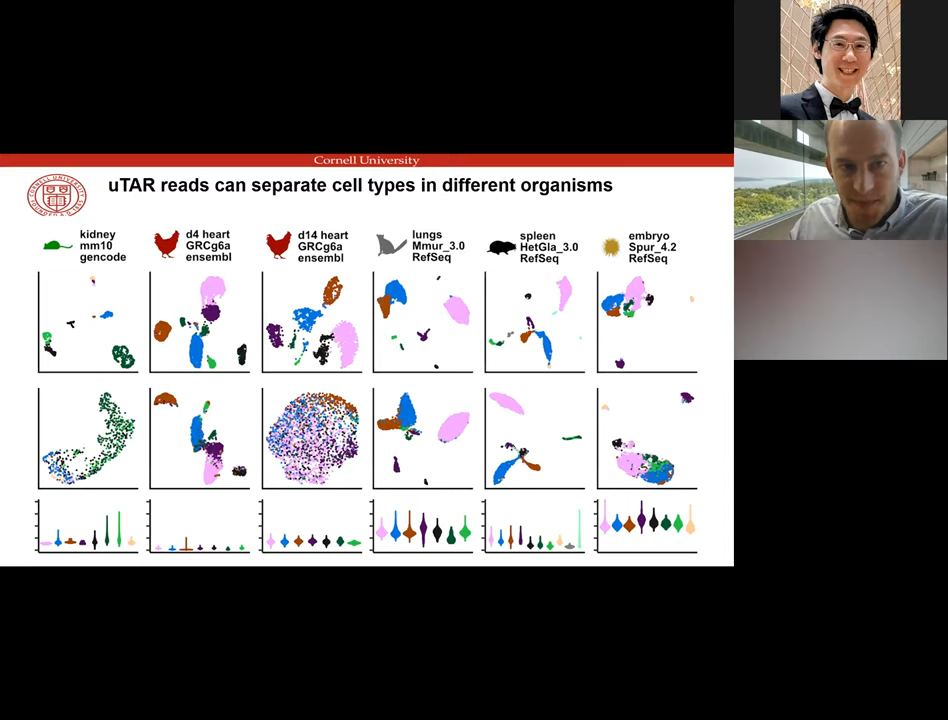 Cornell University
uTAR reads can separate cell types in different organisms
kidney
mm10
gencode
d4 heart
GRCg6a
ensembl
d14 heart
GRCg6a
ensembl
lungs
Mmur_3.0
RefSeq
spleen
HetGla_3.0
RefSeq
embryo
Spur_4.2
RefSeq